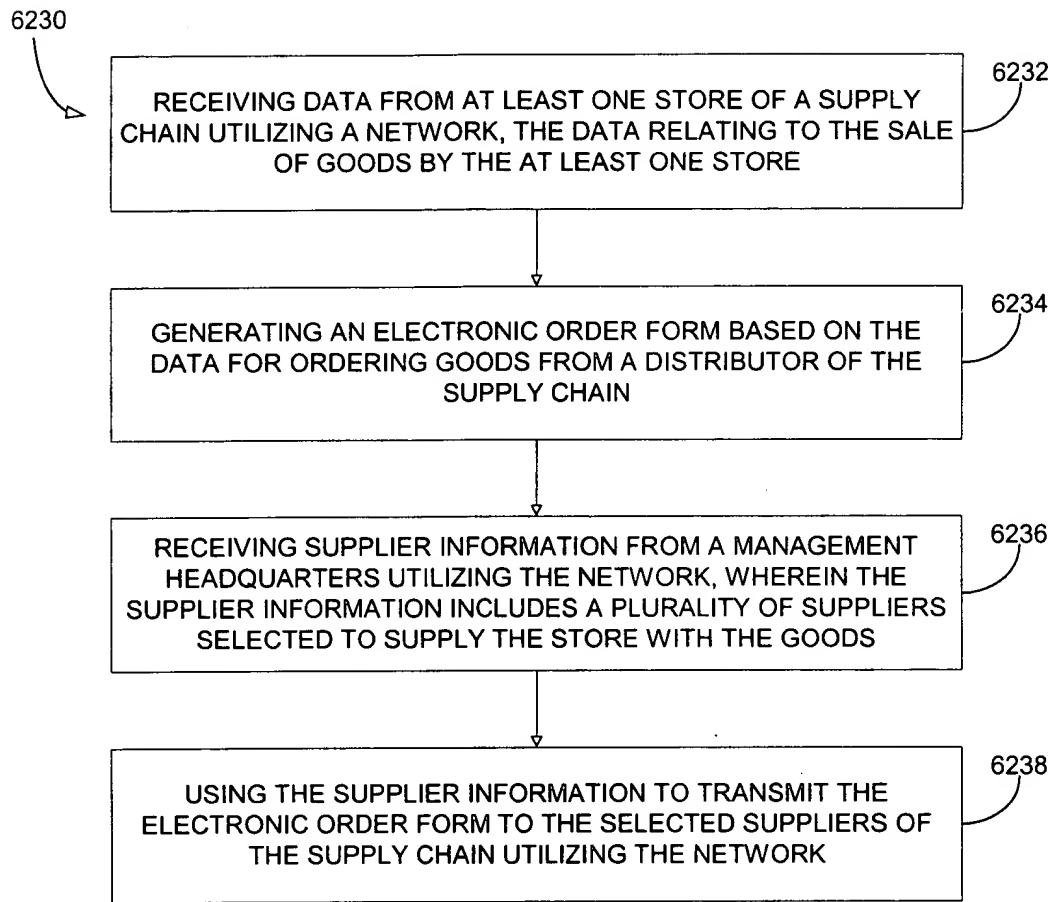 6230
6232
RECEIVING DATA FROM AT LEAST ONE STORE OF A SUPPLY
CHAIN UTILIZING A NETWORK, THE DATA RELATING TO THE SALE
OF GOODS BY THE AT LEAST ONE STORE
6234
GENERATING AN ELECTRONIC ORDER FORM BASED ON THE
DATA FOR ORDERING GOODS FROM A DISTRIBUTOR OF THE
SUPPLY CHAIN
6236
RECEIVING SUPPLIER INFORMATION FROM A MANAGEMENT
HEADQUARTERS UTILIZING THE NETWORK, WHEREIN THE
SUPPLIER INFORMATION INCLUDES A PLURALITY OF SUPPLIERS
SELECTED TO SUPPLY THE STORE WITH THE GOODS
6238
USING THE SUPPLIER INFORMATION TO TRANSMIT THE
ELECTRONIC ORDER FORM TO THE SELECTED SUPPLIERS OF
THE SUPPLY CHAIN UTILIZING THE NETWORK